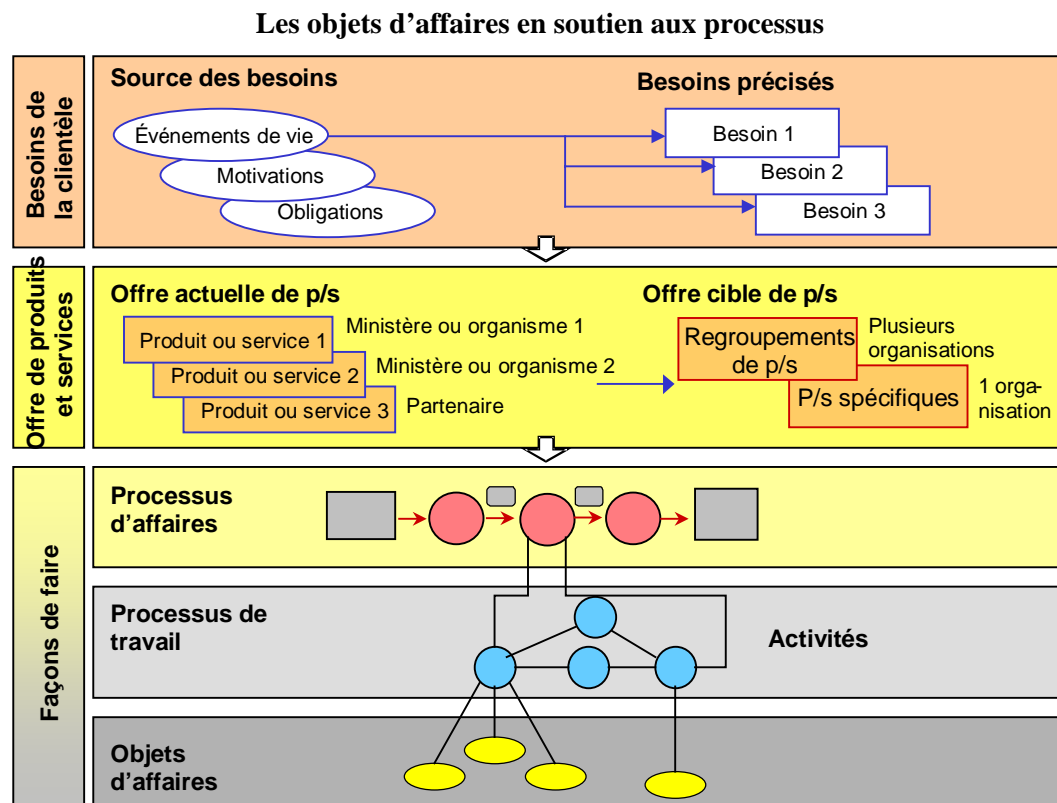 Les objets d’affaires en soutien aux processus
Besoins de
la clientèle
Source des besoins
Événements de vie
Motivations
Obligations
Besoins précisés
Besoin 1
Besoin 2
Besoin 3
Offre de produits
et services
Offre actuelle de p/s
Produit ou service 1
Ministère ou organisme 1
Produit ou service 2
Ministère ou organisme 2
Produit ou service 3
Partenaire
Offre cible de p/s
Regroupements
de p/s
Plusieurs
organisations
P/s spécifiques
1 orga-
nisation
Façons de faire
Processus
d’affaires
Processus de
travail
Activités
Objets
d’affaires